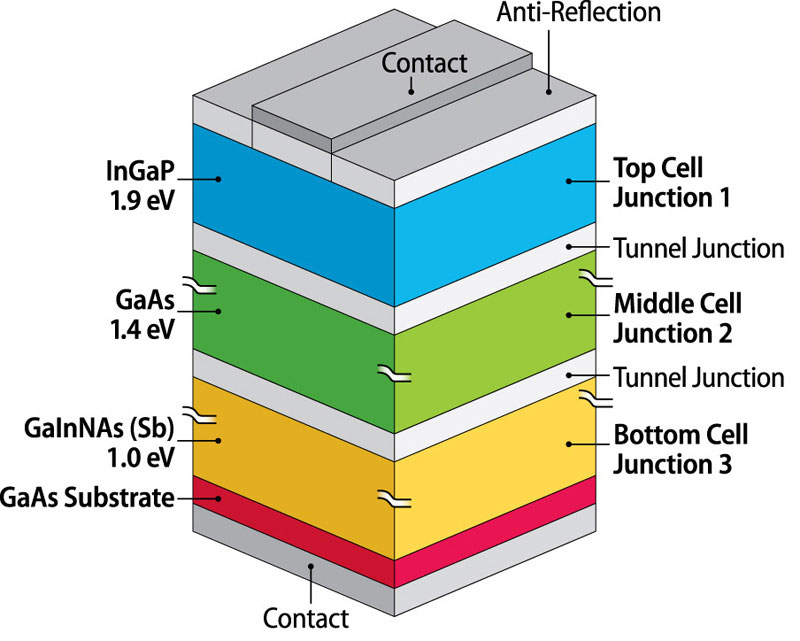 Anti-Reflection
Contact
InGaP
1.9 eV
Top Cell
Junction 1
Tunnel Junction
GaAs
1.4 eV
Middle Cell
Junction 2
Tunnel Junction
GaInNAs (Sb)
1.0 eV
Bottom Cell
Junction 3
GaAs Substrate
Contact